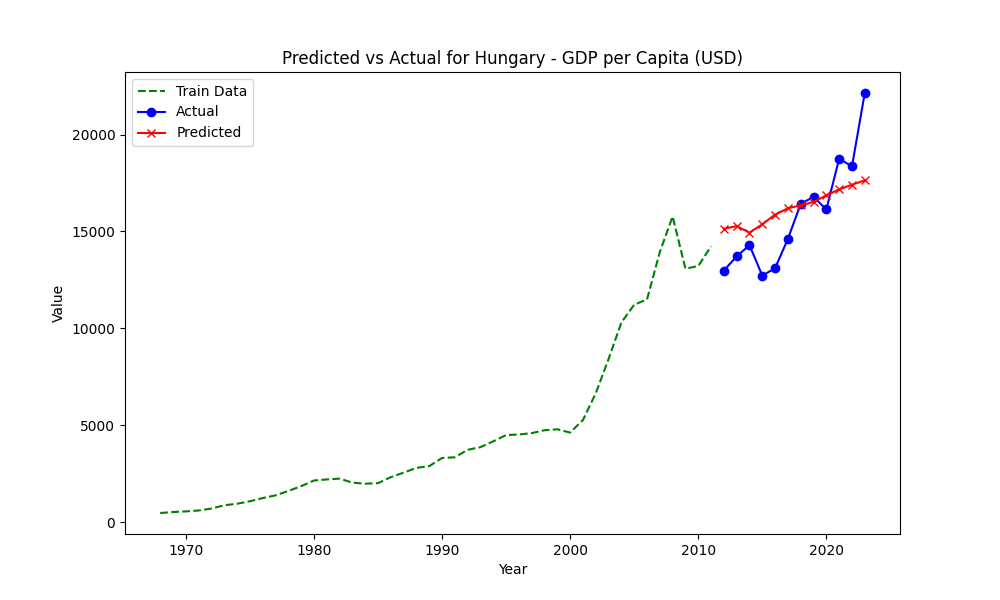 Predicted vs Actual for Hungary - GDP per Capita (USD)
Train Data
Actual
Predicted
Value
20000
15000
10000
5000
0
1970 1980 1990 2000 2010 2020
Year